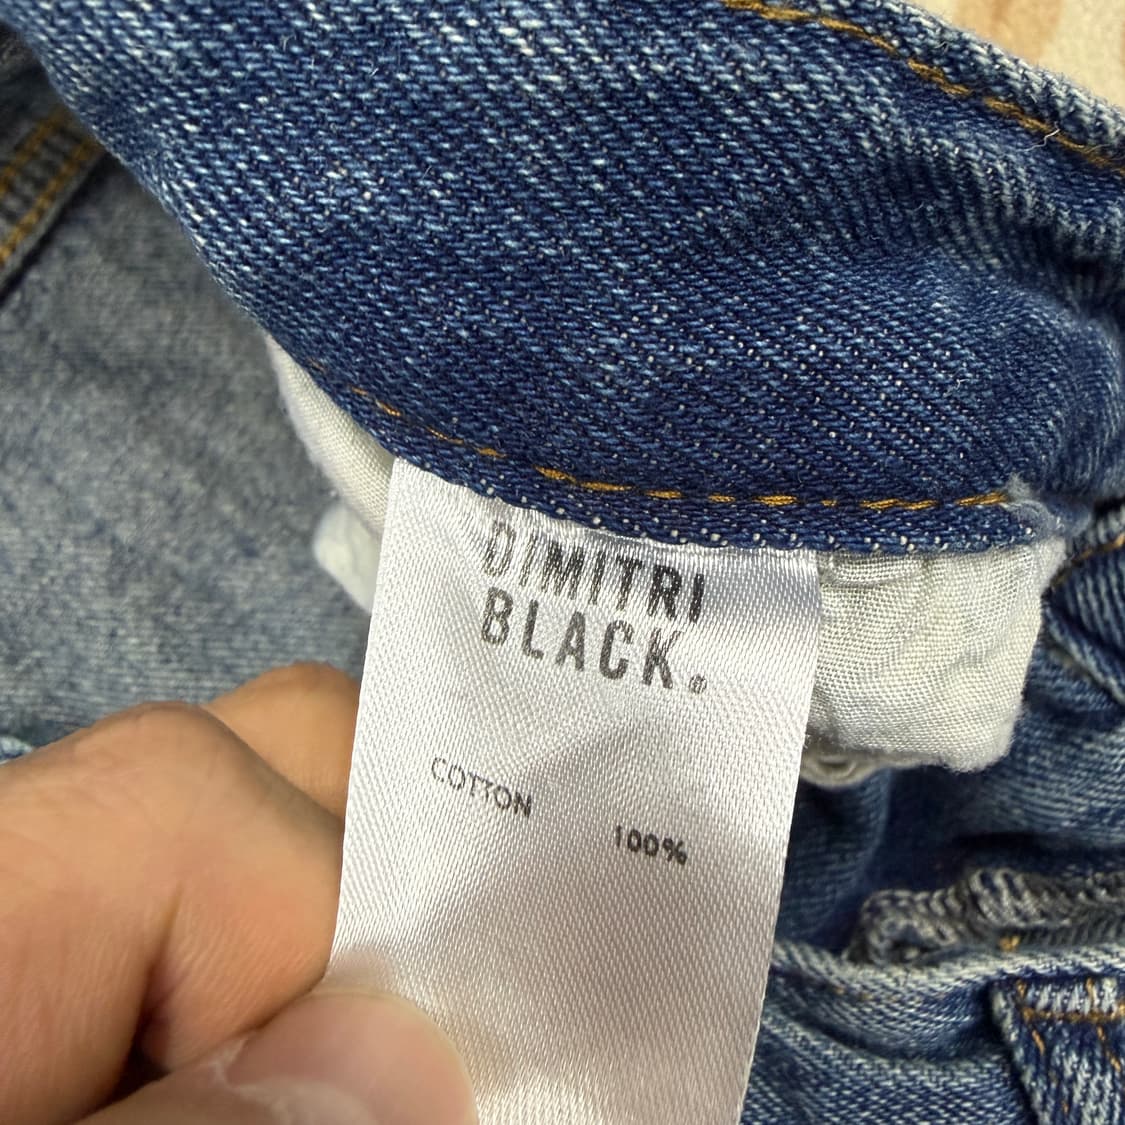 DIMITRI
BLACK.®
COTTON 100%